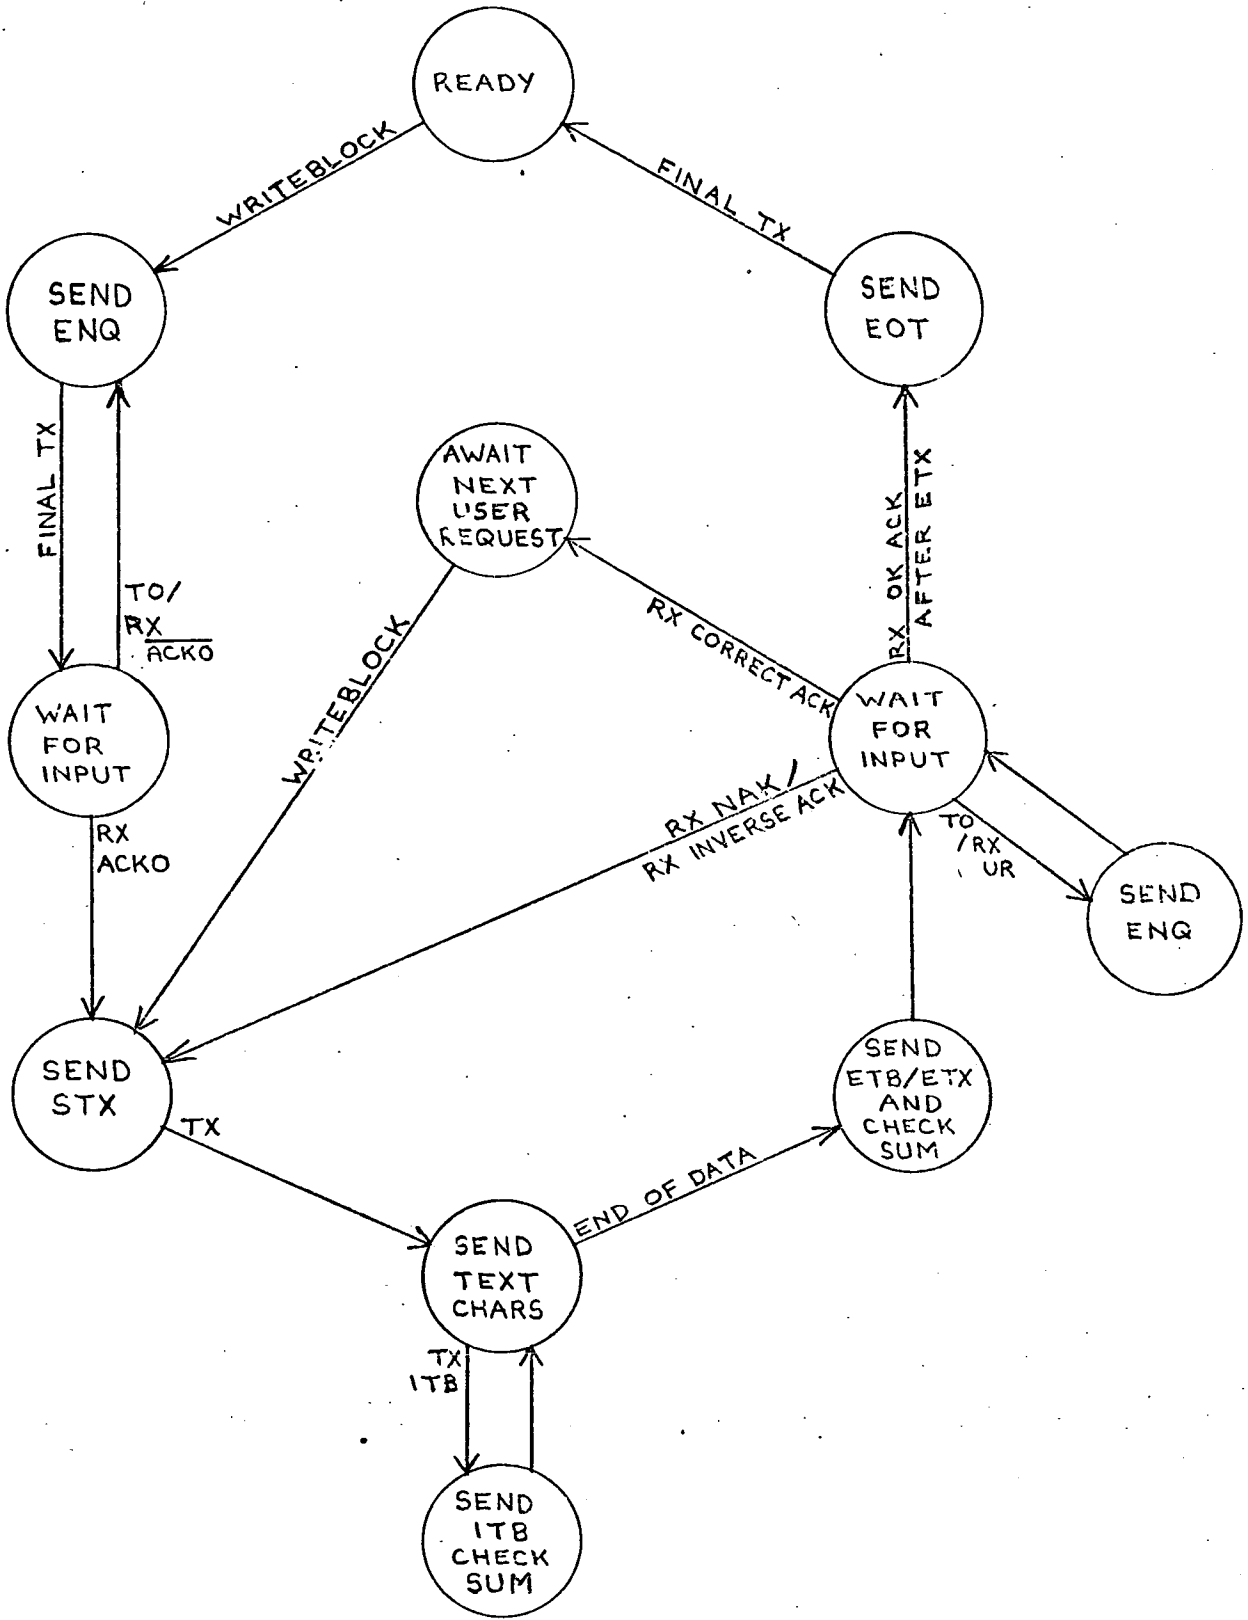 READY
WRITEBLOCK
FINAL TX
SEND
ENQ
SEND
EOT
FINAL TX
TO/
RX
ACKO
AWAIT
NEXT
USER
REQUEST
RX OK ACK
AFTER ETX
RX CORRECT ACK
WRITEBLOCK
WAIT
FOR
INPUT
WAIT
FOR
INPUT
RX NAK/
RX INVERSE ACK
TO
/RX
UR
RX
ACKO
SEND
ENQ
SEND
STX
TX
SEND
ETB/ETX
AND
CHECK
SUM
END OF DATA
SEND
TEXT
CHARS
TX
ITB
SEND
ITB
CHECK
SUM